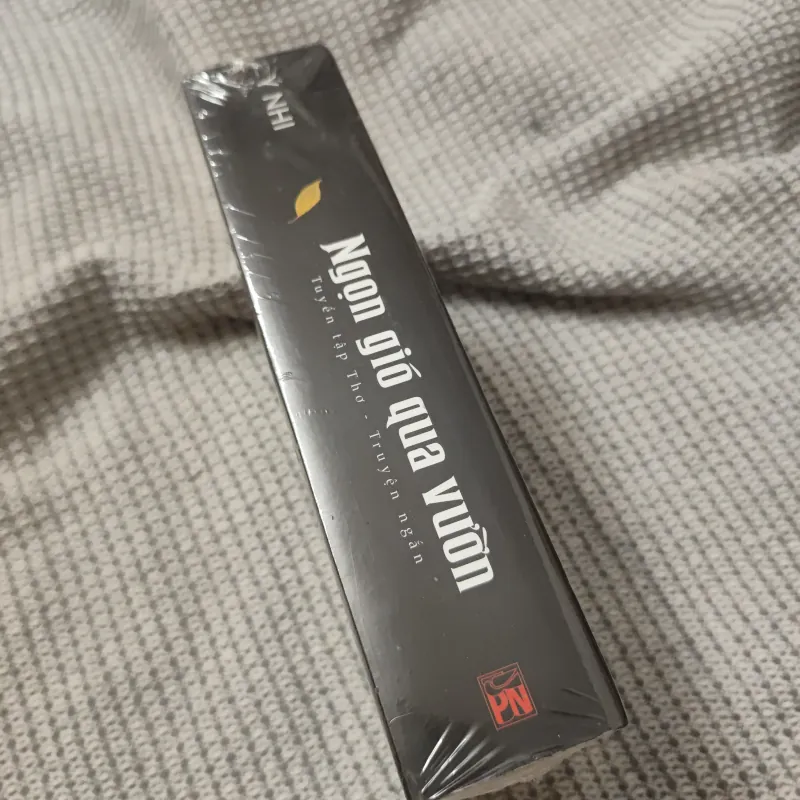 Ý NHI
Ngọn gió qua vườn
Tuyển tập Thơ - Truyện ngắn -
PN